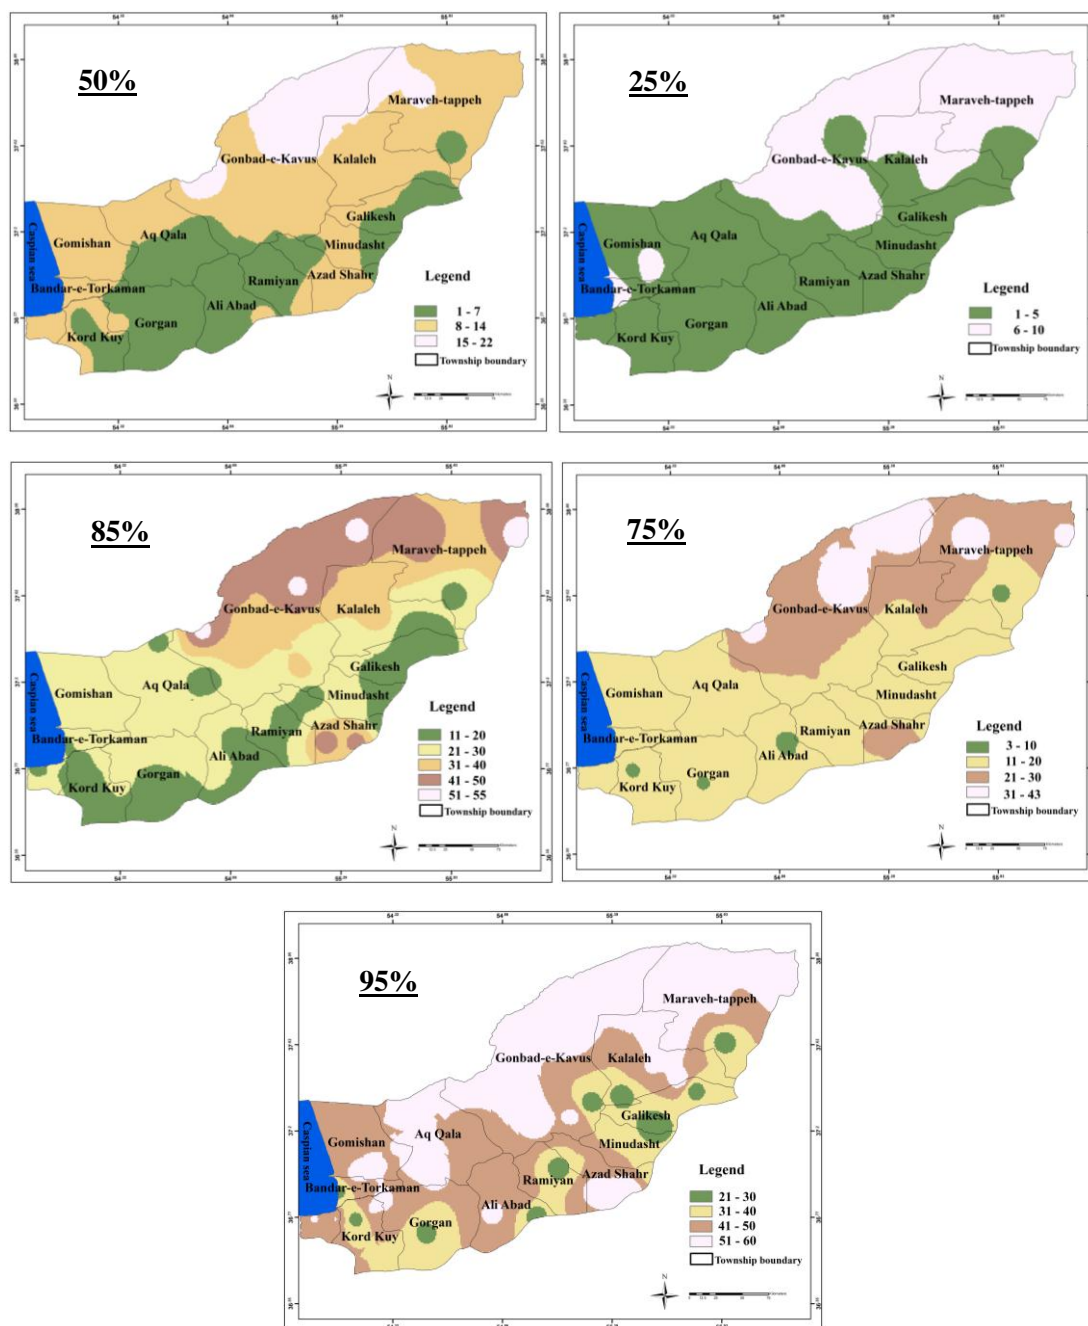 50%
Maraveh-tappeh
Gonbad-e-Kavus
Kalaleh
Galikesh
Aq Qala
Minudasht
Gomishan
Caspian sea
Ramiyan
Azad Shahr
Bandar-e-Torkaman
Ali Abad
Gorgan
Kord Kuy
Legend
1 - 7
8 - 14
15 - 22
Township boundary
N
25%
Maraveh-tappeh
Gonbad-e-Kavus
Kalaleh
Galikesh
Aq Qala
Gomishan
Minudasht
Caspian sea
Azad Shahr
Ramiyan
Bandar-e-Torkaman
Ali Abad
Gorgan
Kord Kuy
Legend
1 - 5
6 - 10
Township boundary
N
85%
Maraveh-tappeh
Gonbad-e-Kavus
Kalaleh
Galikesh
Aq Qala
Gomishan
Minudasht
Caspian sea
Azad Shahr
Ramiyan
Bandar-e-Torkaman
Ali Abad
Gorgan
Kord Kuy
Legend
11 - 20
21 - 30
31 - 40
41 - 50
51 - 55
Township boundary
N
75%
Maraveh-tappeh
Gonbad-e-Kavus
Kalaleh
Galikesh
Aq Qala
Gomishan
Minudasht
Caspian sea
Azad Shahr
Ramiyan
Bandar-e-Torkaman
Ali Abad
Gorgan
Kord Kuy
Legend
3 - 10
11 - 20
21 - 30
31 - 43
Township boundary
N
95%
Maraveh-tappeh
Gonbad-e-Kavus
Kalaleh
Galikesh
Aq Qala
Gomishan
Minudasht
Caspian sea
Azad Shahr
Ramiyan
Bandar-e-Torkaman
Ali Abad
Gorgan
Kord Kuy
Legend
21 - 30
31 - 40
41 - 50
51 - 60
Township boundary
N